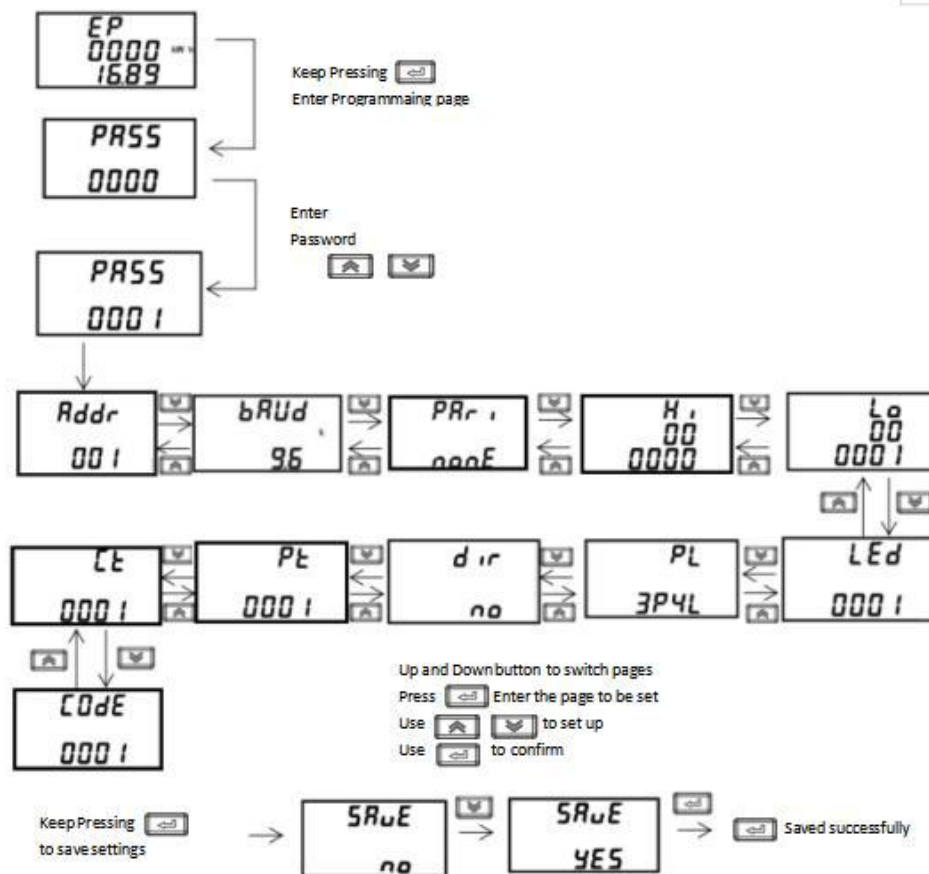 EP
0000
16.89
Keep Pressing
Enter Programmaing page
PASS
0000
Enter
Password
PASS
0001
Addr
001
bAUd
9.6
PAri
nonE
Hi
00
0000
Lo
00
0001
Ct
0001
Pt
0001
dir
no
PL
3P4L
LEd
0001
COdE
0001
Up and Down button to switch pages
Press Enter the page to be set
Use to set up
Use to confirm
Keep Pressing
to save settings
SAvE
no
SAvE
YES
Saved successfully